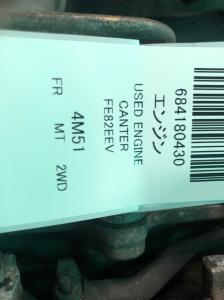 684180430
エンジン
USED ENGINE
CANTER
FE82EEV
4M51
FR MT 2WD